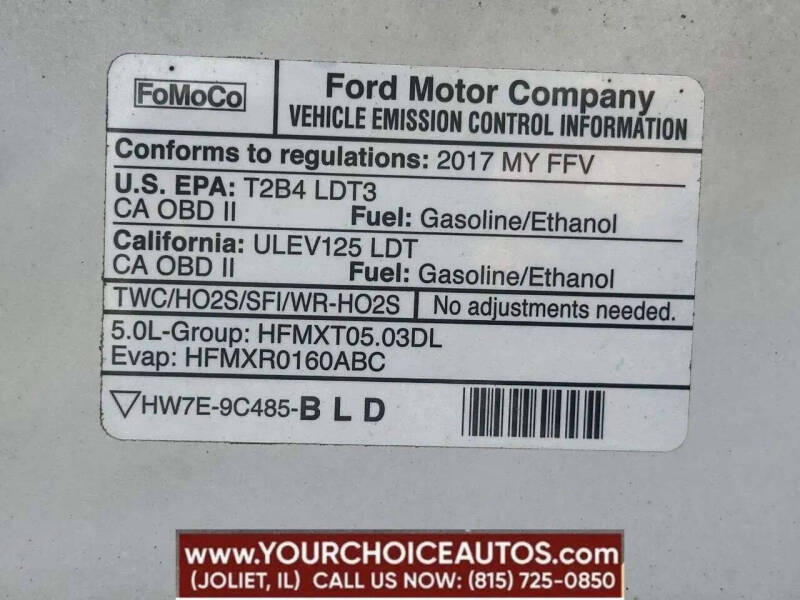 FoMoCo
Ford Motor Company
VEHICLE EMISSION CONTROL INFORMATION
Conforms to regulations: 2017 MY FFV
U.S. EPA: T2B4 LDT3
CA OBD II Fuel: Gasoline/Ethanol
California: ULEV125 LDT
CA OBD II Fuel: Gasoline/Ethanol
TWC/HO2S/SFI/WR-HO2S No adjustments needed.
5.0L-Group: HFMXT05.03DL
Evap: HFMXR0160ABC
HW7E-9C485-BLD
www.YOURCHOICEAUTOS.com
(JOLIET, IL) CALL US NOW: (815) 725-0850